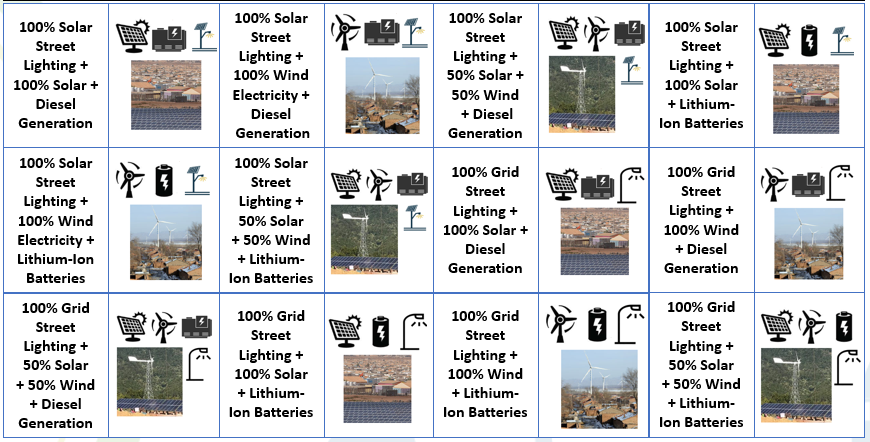 100% Solar
Street
Lighting +
100% Solar +
Diesel
Generation
100% Solar
Street
Lighting +
100% Wind
Electricity +
Diesel
Generation
100% Solar
Street
Lighting +
50% Solar +
50% Wind
+ Diesel
Generation
100% Solar
Street
Lighting +
100% Solar
+ Lithium-
Ion Batteries
100% Solar
Street
Lighting +
100% Wind
Electricity +
Lithium-Ion
Batteries
100% Solar
Street
Lighting +
50% Solar
+ 50% Wind
+ Lithium-
Ion Batteries
100% Grid
Street
Lighting +
100% Solar +
Diesel
Generation
100% Grid
Street
Lighting +
100% Wind
+ Diesel
Generation
100% Grid
Street
Lighting +
50% Solar
+ 50% Wind
+ Diesel
Generation
100% Grid
Street
Lighting +
100% Solar
+ Lithium-
Ion Batteries
100% Grid
Street
Lighting +
100% Wind
+ Lithium-
Ion Batteries
100% Grid
Street
Lighting +
50% Solar
+ 50% Wind
+ Lithium-
Ion Batteries